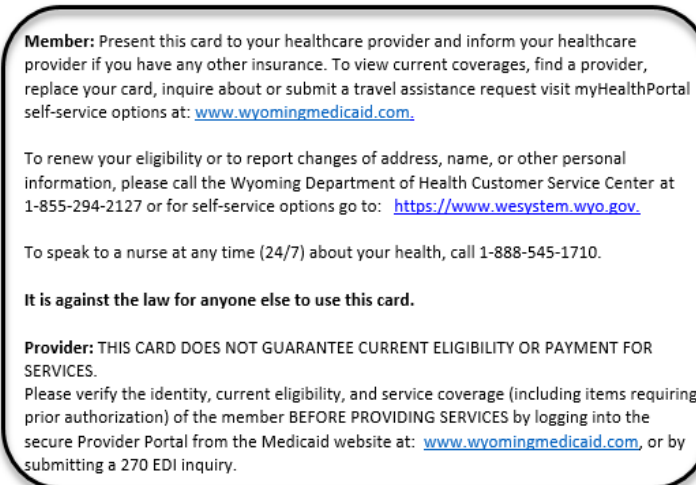 Member: Present this card to your healthcare provider and inform your healthcare
provider if you have any other insurance. To view current coverages, find a provider,
replace your card, inquire about or submit a travel assistance request visit myHealthPortal
self-service options at: www.wyomingmedicaid.com.
To renew your eligibility or to report changes of address, name, or other personal
information, please call the Wyoming Department of Health Customer Service Center at
1-855-294-2127 or for self-service options go to: https://www.wesystem.wyo.gov.
To speak to a nurse at any time (24/7) about your health, call 1-888-545-1710.
It is against the law for anyone else to use this card.
Provider: THIS CARD DOES NOT GUARANTEE CURRENT ELIGIBILITY OR PAYMENT FOR
SERVICES.
Please verify the identity, current eligibility, and service coverage (including items requiring
prior authorization) of the member BEFORE PROVIDING SERVICES by logging into the
secure Provider Portal from the Medicaid website at: www.wyomingmedicaid.com, or by
submitting a 270 EDI inquiry.